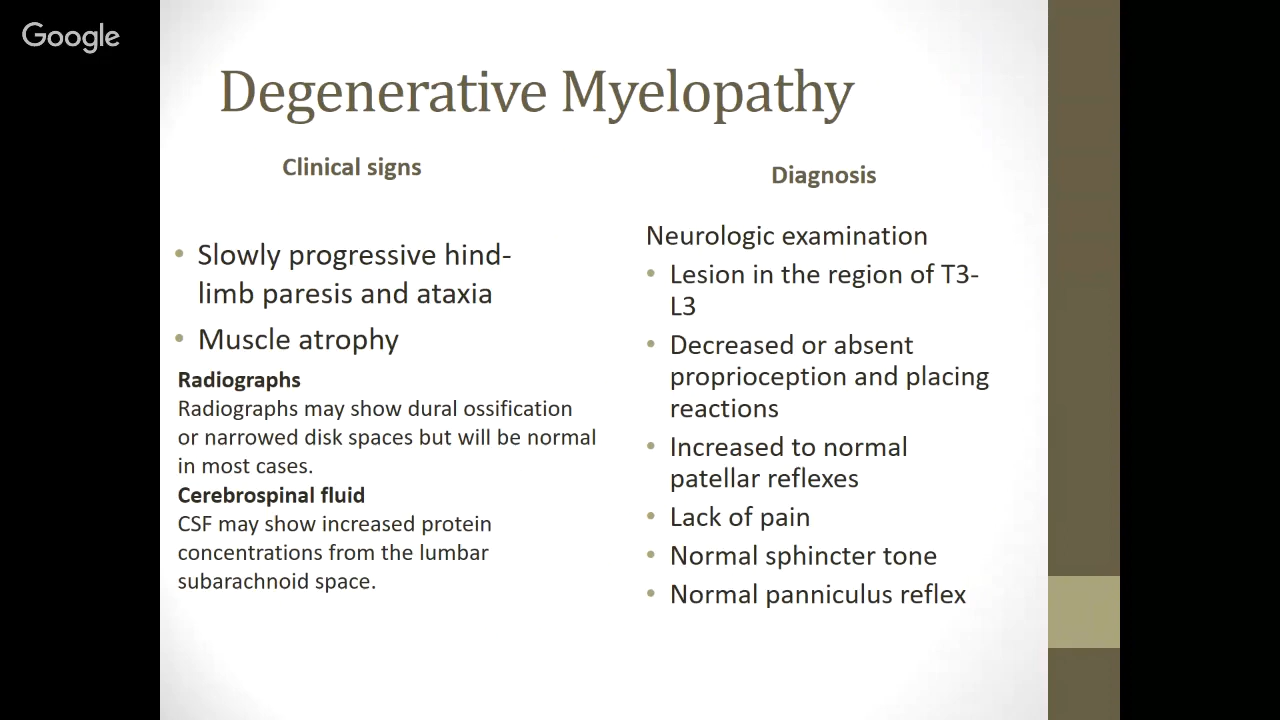 Google
Degenerative Myelopathy
Clinical signs
• Slowly progressive hind-
limb paresis and ataxia
• Muscle atrophy
Radiographs
Radiographs may show dural ossification
or narrowed disk spaces but will be normal
in most cases.
Cerebrospinal fluid
CSF may show increased protein
concentrations from the lumbar
subarachnoid space.
Diagnosis
Neurologic examination
• Lesion in the region of T3-
L3
• Decreased or absent
proprioception and placing
reactions
• Increased to normal
patellar reflexes
• Lack of pain
• Normal sphincter tone
• Normal panniculus reflex